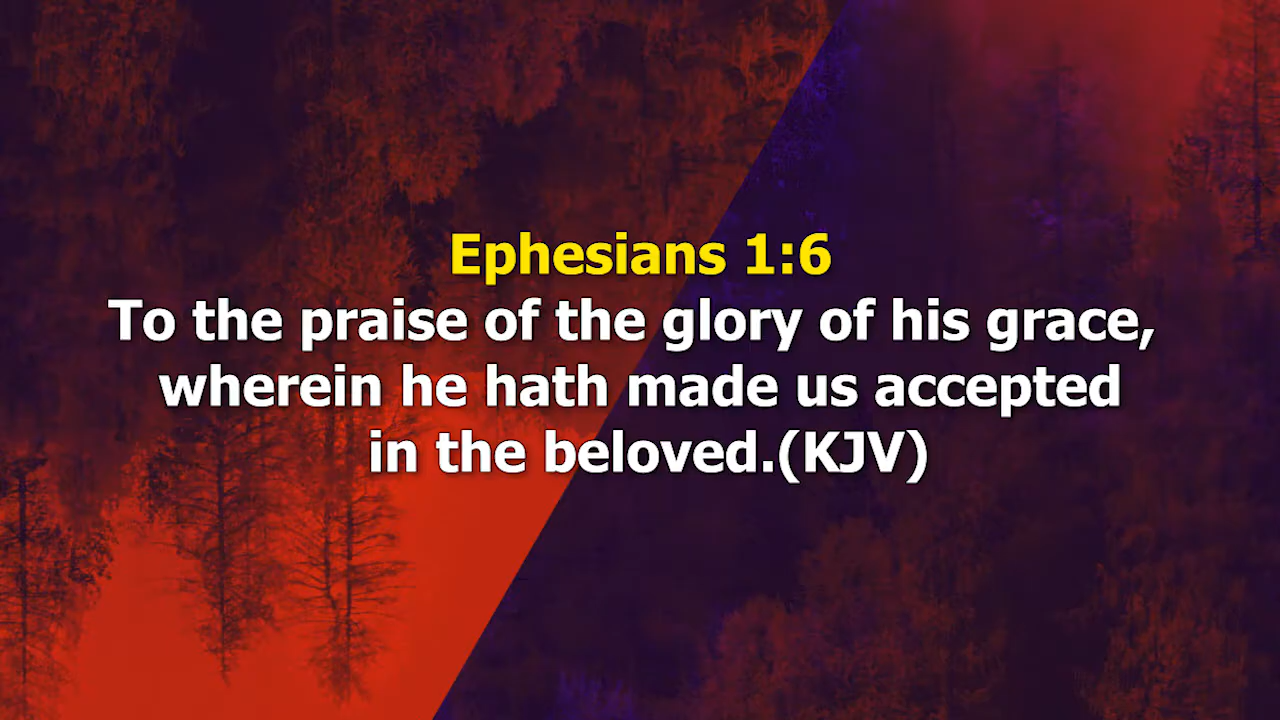 Ephesians 1:6
To the praise of the glory of his grace,
wherein he hath made us accepted
in the beloved.(KJV)